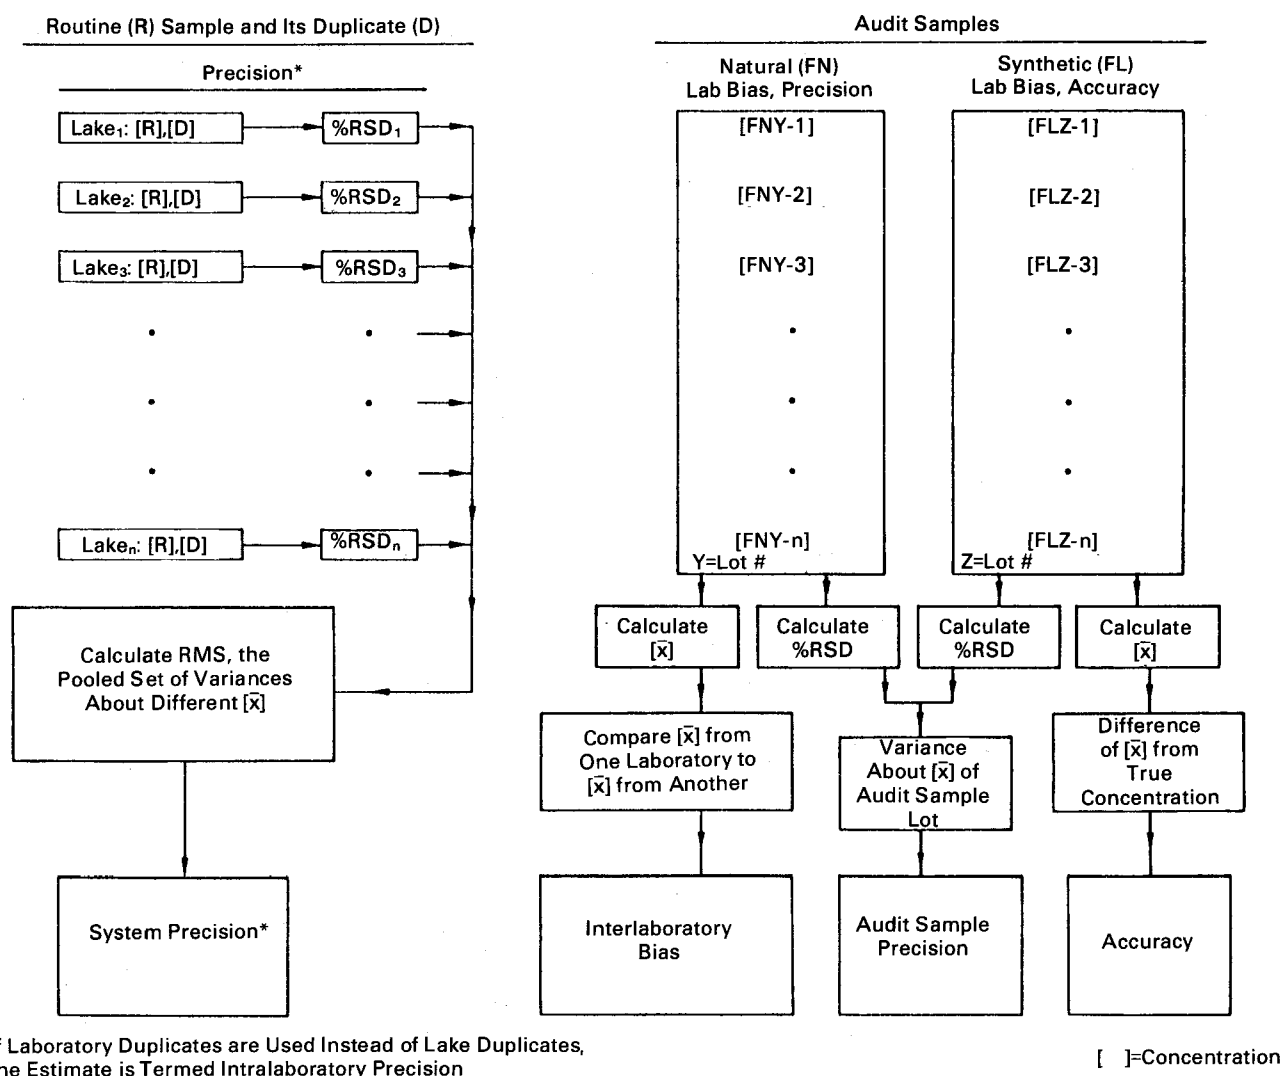 Routine (R) Sample and Its Duplicate (D)
Precision*
Lake₁: [R],[D]
%RSD₁
Lake₂: [R],[D]
%RSD₂
Lake₃: [R],[D]
%RSD₃
Laken: [R],[D]
%RSDn
Calculate RMS, the
Pooled Set of Variances
About Different [x̄]
System Precision*
Audit Samples
Natural (FN)
Lab Bias, Precision
[FNY-1]
[FNY-2]
[FNY-3]
[FNY-n]
Y=Lot #
Synthetic (FL)
Lab Bias, Accuracy
[FLZ-1]
[FLZ-2]
[FLZ-3]
[FLZ-n]
Z=Lot #
Calculate
[x̄]
Calculate
%RSD
Calculate
%RSD
Calculate
[x̄]
Compare [x̄] from
One Laboratory to
[x̄] from Another
Variance
About [x̄] of
Audit Sample
Lot
Difference
of [x̄] from
True
Concentration
Interlaboratory
Bias
Audit Sample
Precision
Accuracy
Laboratory Duplicates are Used Instead of Lake Duplicates,
Estimate is Termed Intralaboratory Precision
[ ]=Concentration